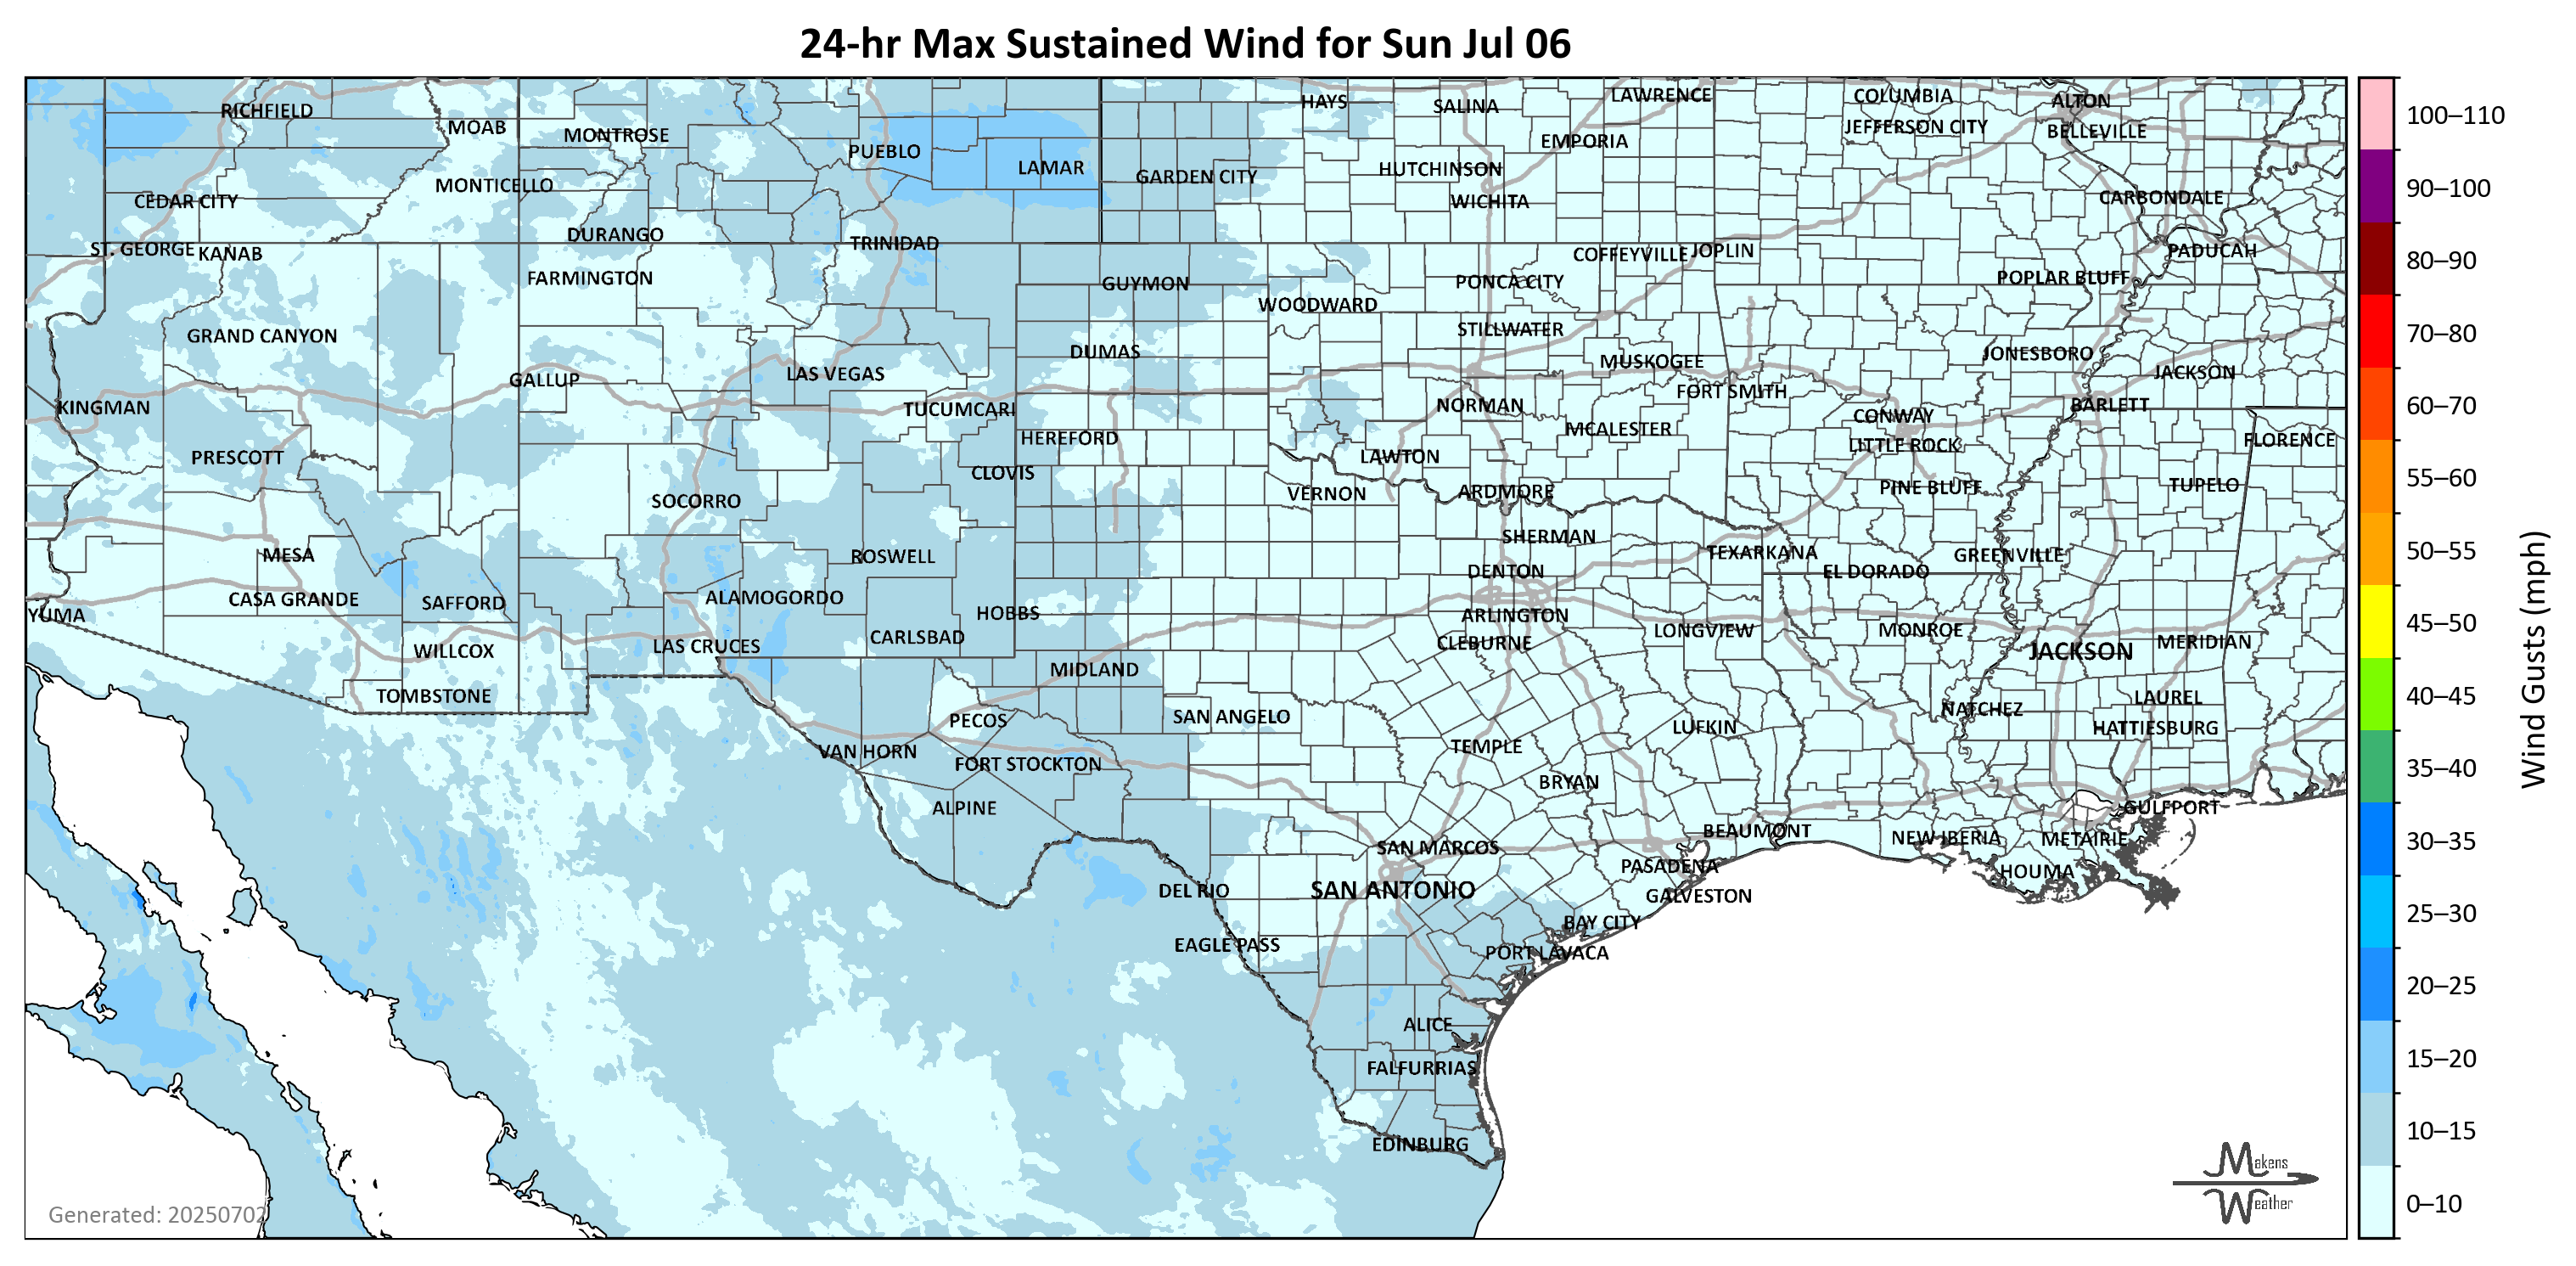 24-hr Max Sustained Wind for Sun Jul 06
RICHFIELD
MOAB
MONTROSE
PUEBLO
LAMAR
GARDEN CITY
HAYS
SALINA
LAWRENCE
EMPORIA
HUTCHINSON
WICHITA
COLUMBIA
JEFFERSON CITY
ALTON
BELLEVILLE
CARBONDALE
CEDAR CITY
MONTICELLO
DURANGO
TRINIDAD
ST. GEORGE
KANAB
FARMINGTON
GUYMON
WOODWARD
PONCA CITY
COFFEYVILLE
JOPLIN
POPLAR BLUFF
PADUCAH
GRAND CANYON
DUMAS
STILLWATER
MUSKOGEE
JONESBORO
JACKSON
GALLUP
LAS VEGAS
FORT SMITH
KINGMAN
TUCUMCARI
NORMAN
CONWAY
BARLETT
HEREFORD
MCALESTER
LITTLE ROCK
FLORENCE
PRESCOTT
CLOVIS
LAWTON
SOCORRO
VERNON
ARDMORE
PINE BLUFF
TUPELO
MESA
ROSWELL
SHERMAN
TEXARKANA
GREENVILLE
CASA GRANDE
SAFFORD
ALAMOGORDO
DENTON
EL DORADO
YUMA
HOBBS
ARLINGTON
WILLCOX
LAS CRUCES
CARLSBAD
CLEBURNE
LONGVIEW
MONROE
JACKSON
MERIDIAN
TOMBSTONE
MIDLAND
PECOS
SAN ANGELO
LUFKIN
NATCHEZ
LAUREL
HATTIESBURG
VAN HORN
FORT STOCKTON
TEMPLE
BRYAN
ALPINE
GULFPORT
SAN MARCOS
BEAUMONT
NEW IBERIA
METAIRIE
DEL RIO
SAN ANTONIO
PASADENA
GALVESTON
HOUMA
EAGLE PASS
BAY CITY
PORT LAVACA
ALICE
FALFURRIAS
EDINBURG
Generated: 20250702
Makens
Weather
100–110
90–100
80–90
70–80
60–70
55–60
50–55
45–50
40–45
35–40
30–35
25–30
20–25
15–20
10–15
0–10
Wind Gusts (mph)